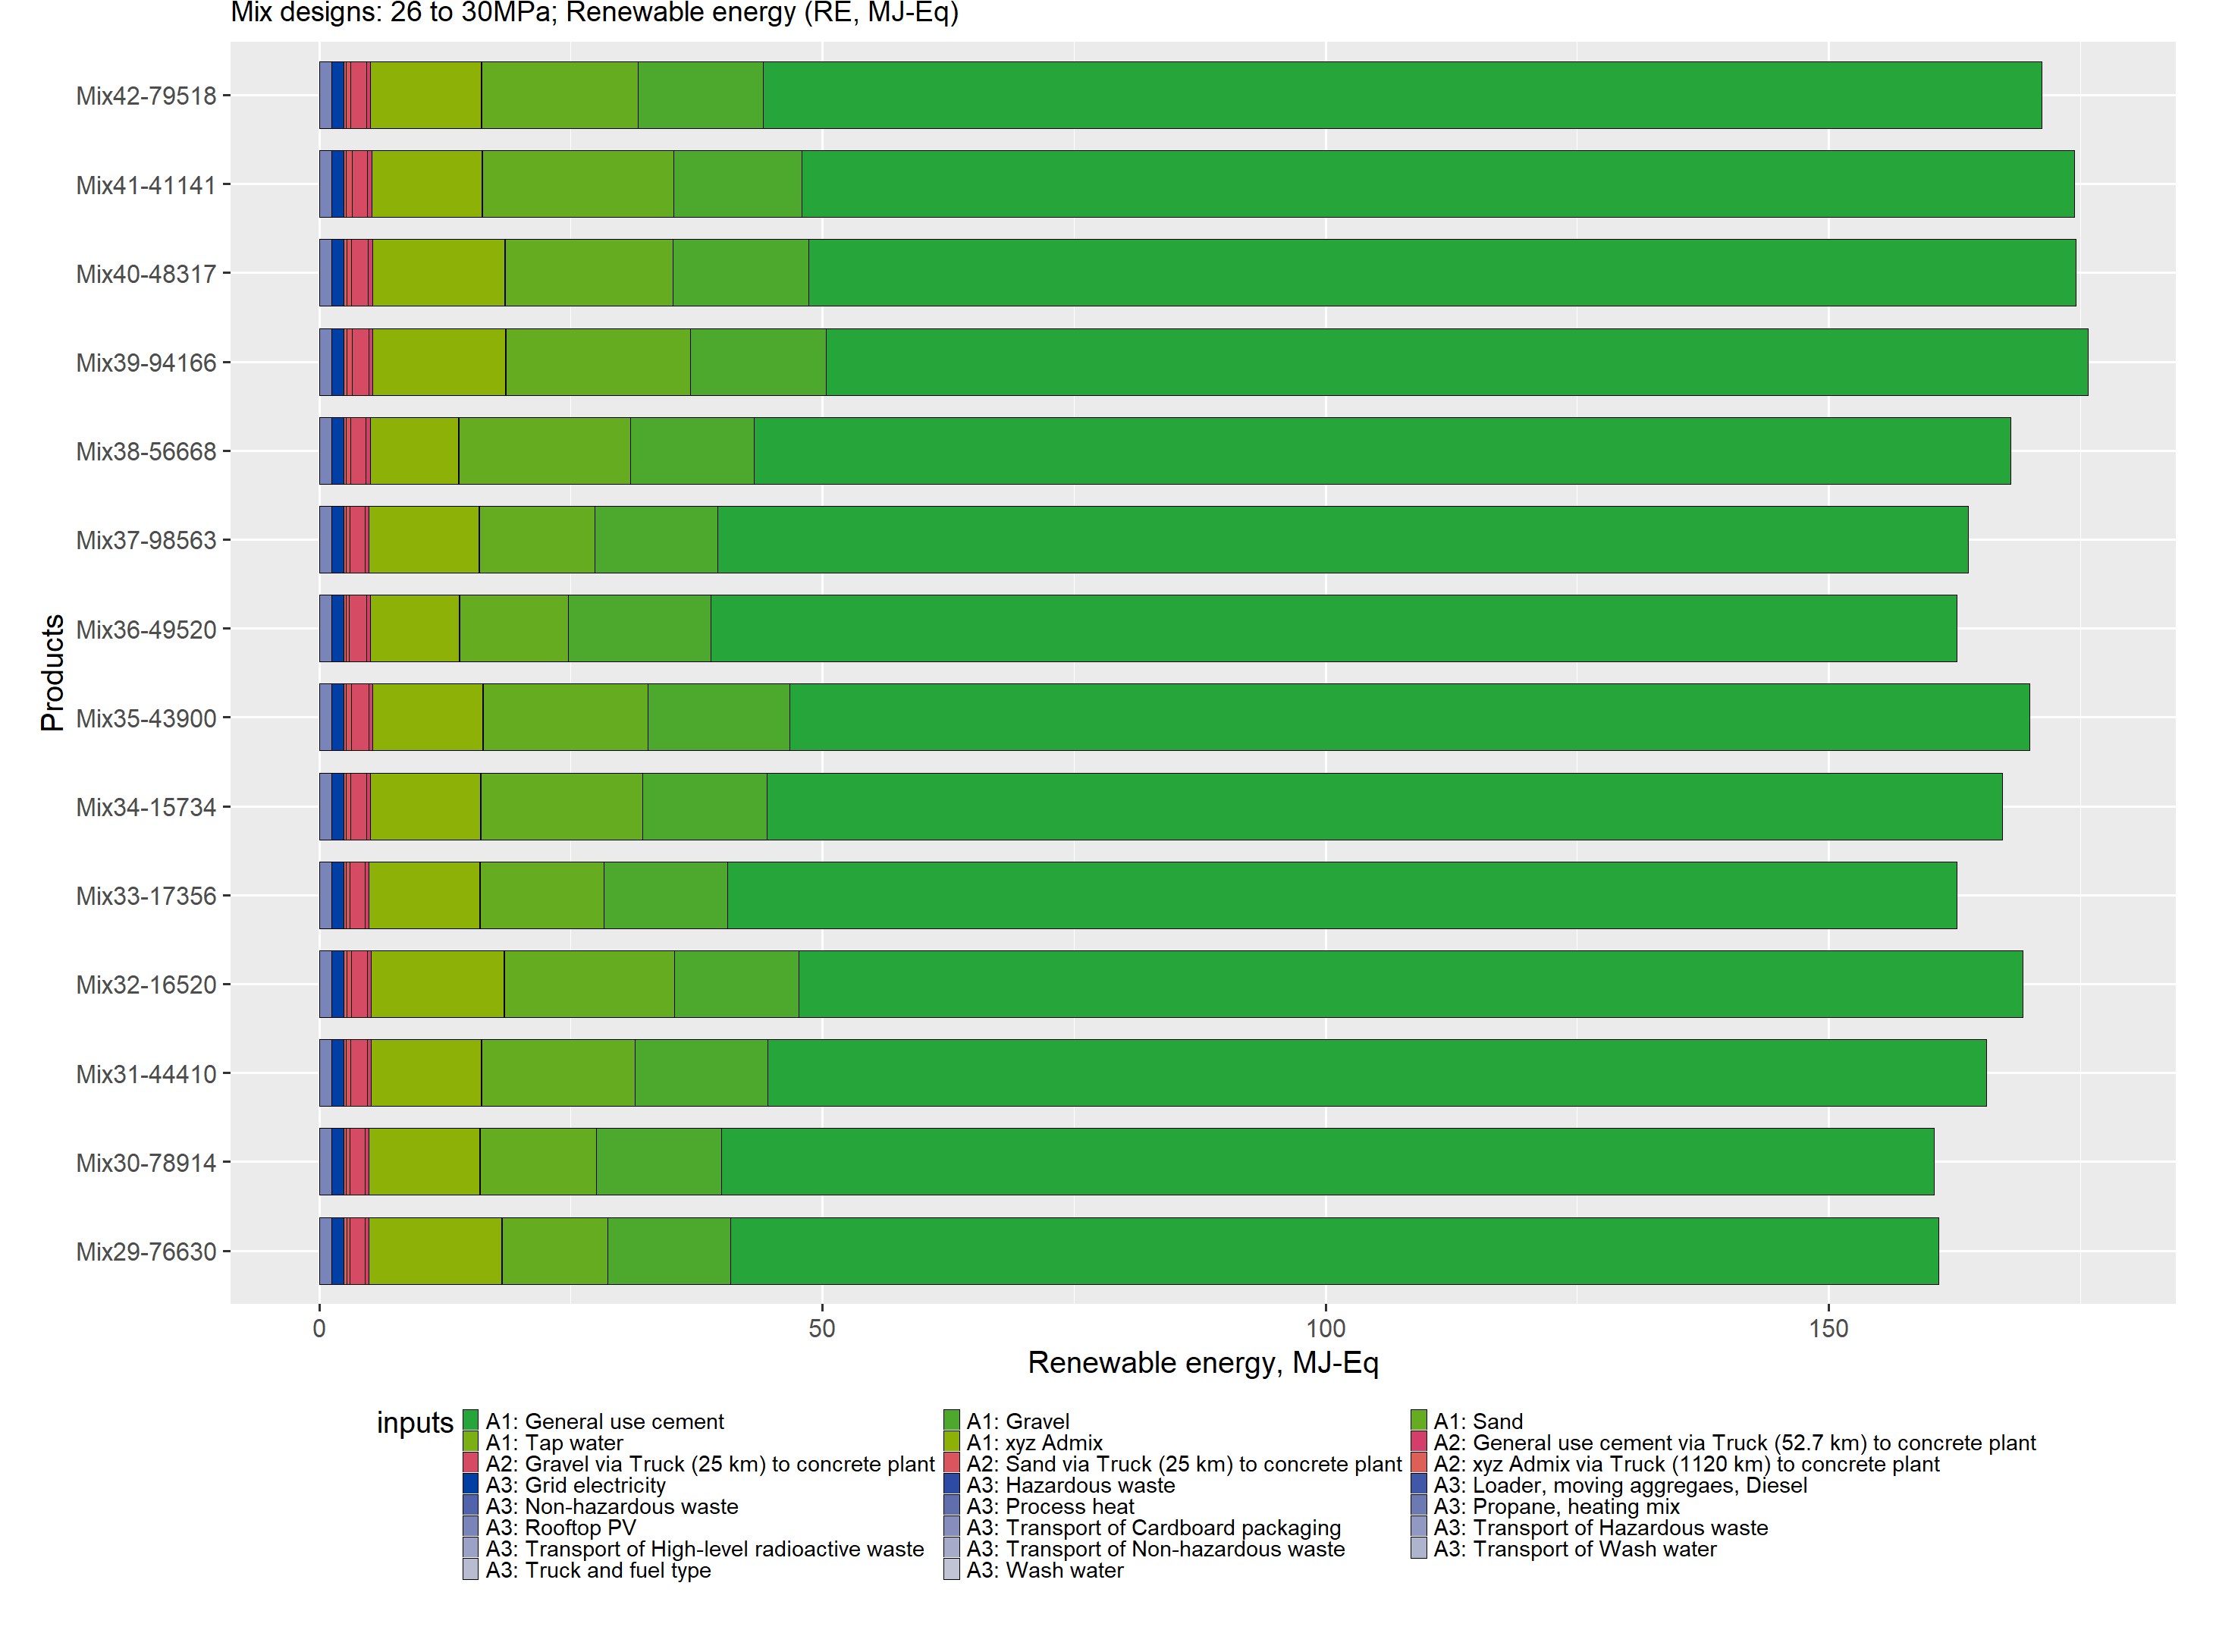 Mix designs: 26 to 30MPa; Renewable energy (RE, MJ-Eq)
Mix42-79518
Mix41-41141
Mix40-48317
Mix39-94166
Mix38-56668
Mix37-98563
Mix36-49520
Mix35-43900
Mix34-15734
Mix33-17356
Mix32-16520
Mix31-44410
Mix30-78914
Mix29-76630
Products
0 50 100 150
Renewable energy, MJ-Eq
inputs
A1: General use cement A1: Gravel A1: Sand
A1: Tap water A1: xyz Admix A2: General use cement via Truck (52.7 km) to concrete plant
A2: Gravel via Truck (25 km) to concrete plant A2: Sand via Truck (25 km) to concrete plant A2: xyz Admix via Truck (1120 km) to concrete plant
A3: Grid electricity A3: Hazardous waste A3: Loader, moving aggregaes, Diesel
A3: Non-hazardous waste A3: Process heat A3: Propane, heating mix
A3: Rooftop PV A3: Transport of Cardboard packaging A3: Transport of Hazardous waste
A3: Transport of High-level radioactive waste A3: Transport of Non-hazardous waste A3: Transport of Wash water
A3: Truck and fuel type A3: Wash water